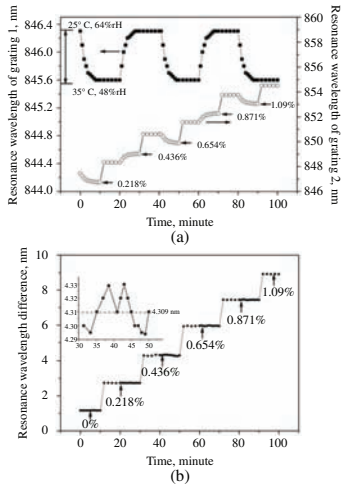 25° C, 64%rH
35° C, 48%rH
846.4
846.0
845.6
845.2
844.8
844.4
844.0
860
858
856
854
852
850
848
846
Resonance wavelength of grating 1, nm
Resonance wavelength of grating 2, nm
0.218%
0.436%
0.654%
0.871%
1.09%
0 20 40 60 80 100
Time, minute
(a)
Resonance wavelength difference, nm
10
8
6
4
2
0
4.33
4.32
4.31
4.30
4.29
30 35 40 45 50
4.309 nm
0%
0.218%
0.436%
0.654%
0.871%
1.09%
0 20 40 60 80 100
Time, minute
(b)